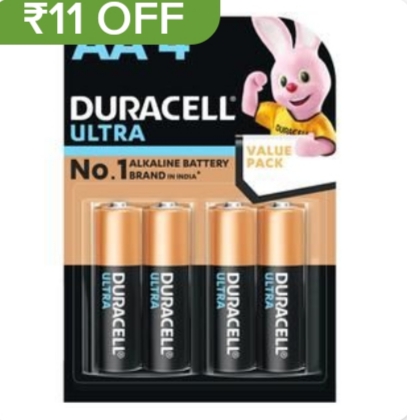 ₹11 OFF
AA 4
DURACELL®
ULTRA
No.1 ALKALINE BATTERY
BRAND IN INDIA*
VALUE
PACK
DURACELL
DURACELL®
ULTRA
DURACELL®
ULTRA
DURACELL®
ULTRA
DURACELL®
ULTRA